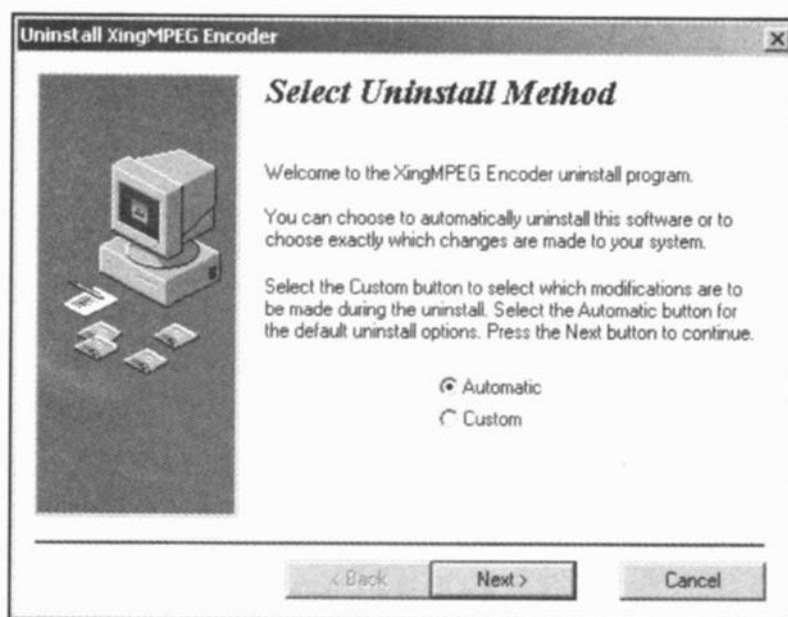 Uninstall XingMPEG Encoder
Select Uninstall Method
Welcome to the XingMPEG Encoder uninstall program.
You can choose to automatically uninstall this software or to
choose exactly which changes are made to your system.
Select the Custom button to select which modifications are to
be made during the uninstall. Select the Automatic button for
the default uninstall options. Press the Next button to continue.
Automatic
Custom
< Back
Next >
Cancel